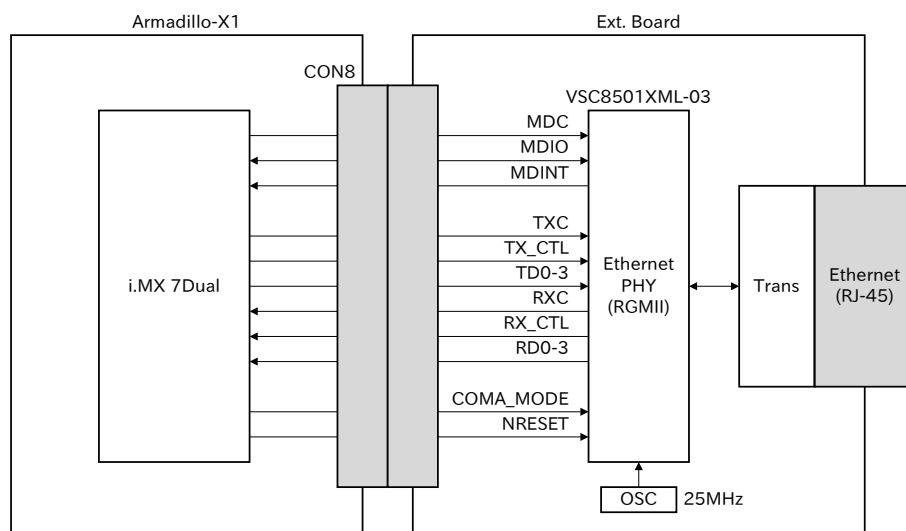 Armadillo-X1
Ext. Board
CON8
VSC8501XML-03
MDC
MDIO
MDINT
TXC
TX_CTL
TD0-3
RXC
RX_CTL
RD0-3
COMA_MODE
NRESET
i.MX 7Dual
Ethernet
PHY
(RGMII)
Trans
Ethernet
(RJ-45)
OSC
25MHz